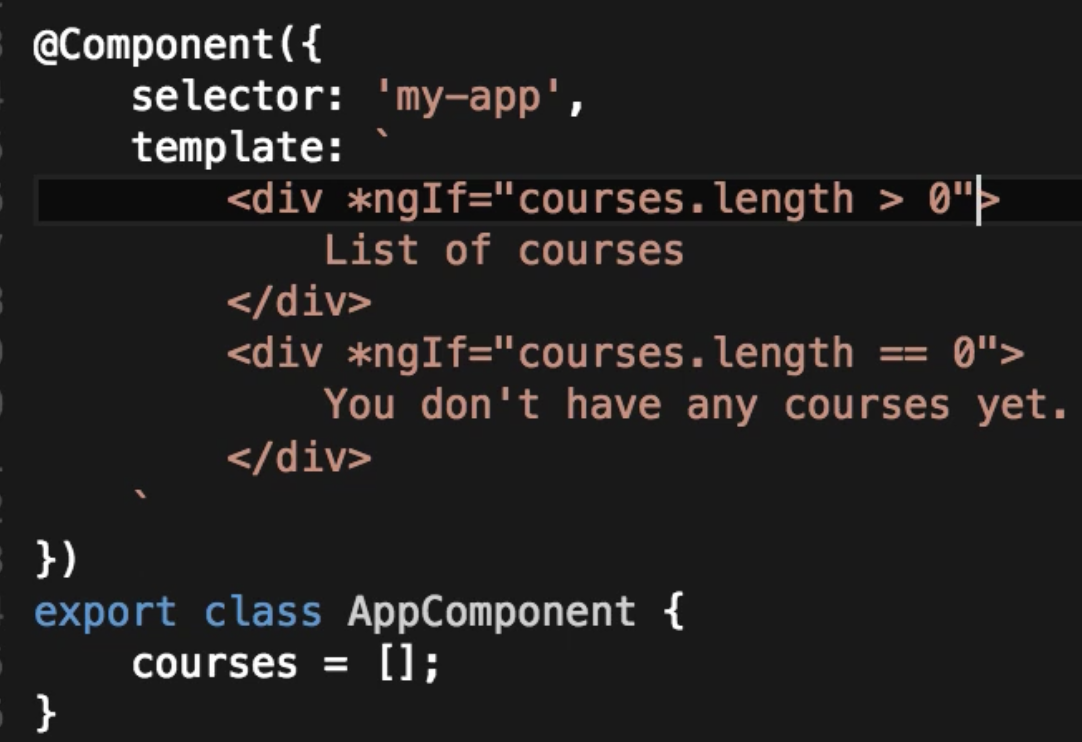 @Component({
    selector: 'my-app',
    template: `
        <div *ngIf="courses.length > 0">
            List of courses
        </div>
        <div *ngIf="courses.length == 0">
            You don't have any courses yet.
        </div>
    `
})
export class AppComponent {
    courses = [];
}